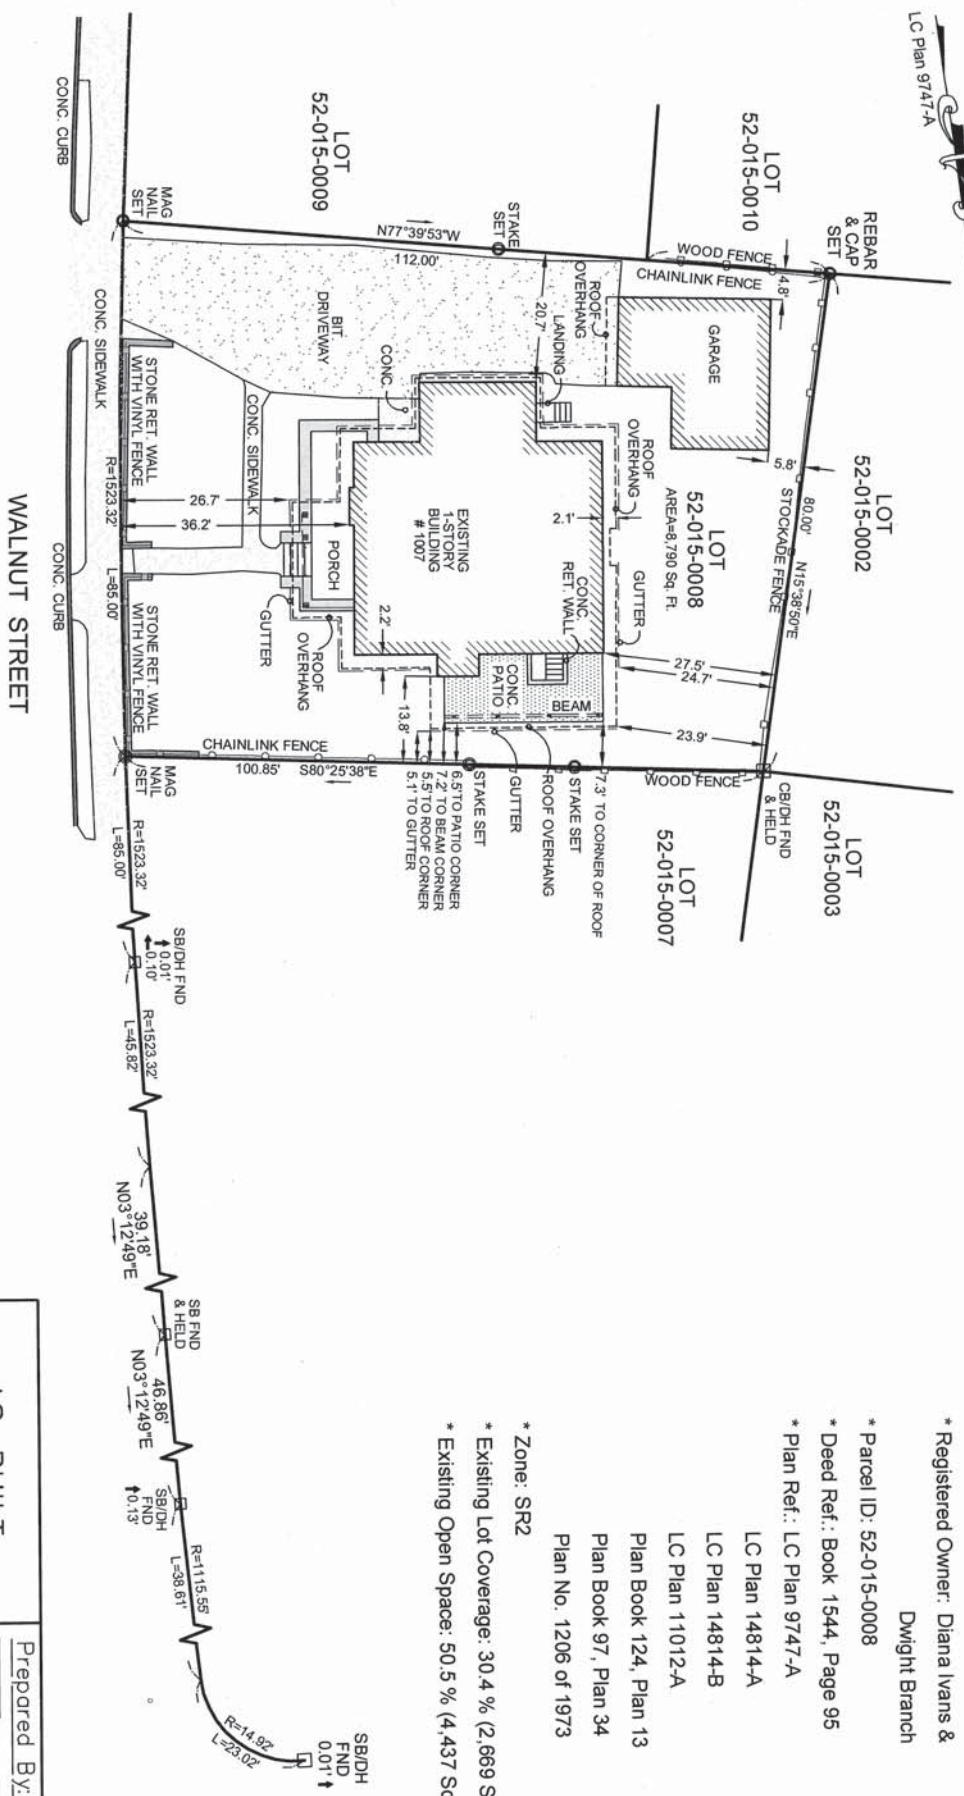 LC Plan 9747-A
* Registered Owner: Diana Ivans &
Dwight Branch
* Parcel ID: 52-015-0008
* Deed Ref.: Book 1544, Page 95
* Plan Ref.: LC Plan 9747-A
LC Plan 14814-A
LC Plan 14814-B
LC Plan 11012-A
Plan Book 124, Plan 13
Plan Book 97, Plan 34
Plan No. 1206 of 1973
* Zone: SR2
* Existing Lot Coverage: 30.4 % (2,669 S
* Existing Open Space: 50.5 % (4,437 Sq
LOT
52-015-0010
LOT
52-015-0002
LOT
52-015-0003
LOT
52-015-0009
LOT
52-015-0007
REBAR
& CAP
SET
WOOD FENCE
CHAINLINK FENCE
4.8'
GARAGE
5.8'
80.00'
N15°38'50"E
STOCKADE FENCE
CB/DH FND
& HELD
STAKE
SET
N77°39'53"W
112.00'
ROOF
OVERHANG
LANDING
20.7'
ROOF
OVERHANG
LOT
52-015-0008
AREA=8,790 Sq. Ft.
2.1'
GUTTER
27.5'
24.7'
23.9'
WOOD FENCE
BIT.
DRIVEWAY
CONC.
EXISTING
1-STORY
BUILDING
# 1007
CONC.
RET. WALL
CONC.
PATIO
BEAM
7.3' TO CORNER OF ROOF
STAKE SET
ROOF OVERHANG
GUTTER
STAKE SET
6.5' TO PATIO CORNER
7.2' TO BEAM CORNER
5.5' TO ROOF CORNER
5.1' TO GUTTER
13.8'
2.2'
PORCH
ROOF
OVERHANG
GUTTER
26.7'
36.2'
CONC. SIDEWALK
CHAINLINK FENCE
S80°25'38"E
100.85'
MAG
NAIL
SET
STONE RET. WALL
WITH VINYL FENCE
R=1523.32'
L=85.00'
STONE RET. WALL
WITH VINYL FENCE
MAG
NAIL
SET
CONC. SIDEWALK
CONC. CURB
CONC. CURB
WALNUT STREET
R=1523.32'
L=85.00'
SB/DH FND
0.01'
0.10'
R=1523.32'
L=45.82'
39.18'
N03°12'49"E
SB FND
& HELD
46.86'
N03°12'49"E
SB/DH
FND
0.13'
R=1115.55'
L=38.61'
R=14.92'
L=23.02'
SB/DH
FND
0.01'
Prepared By: